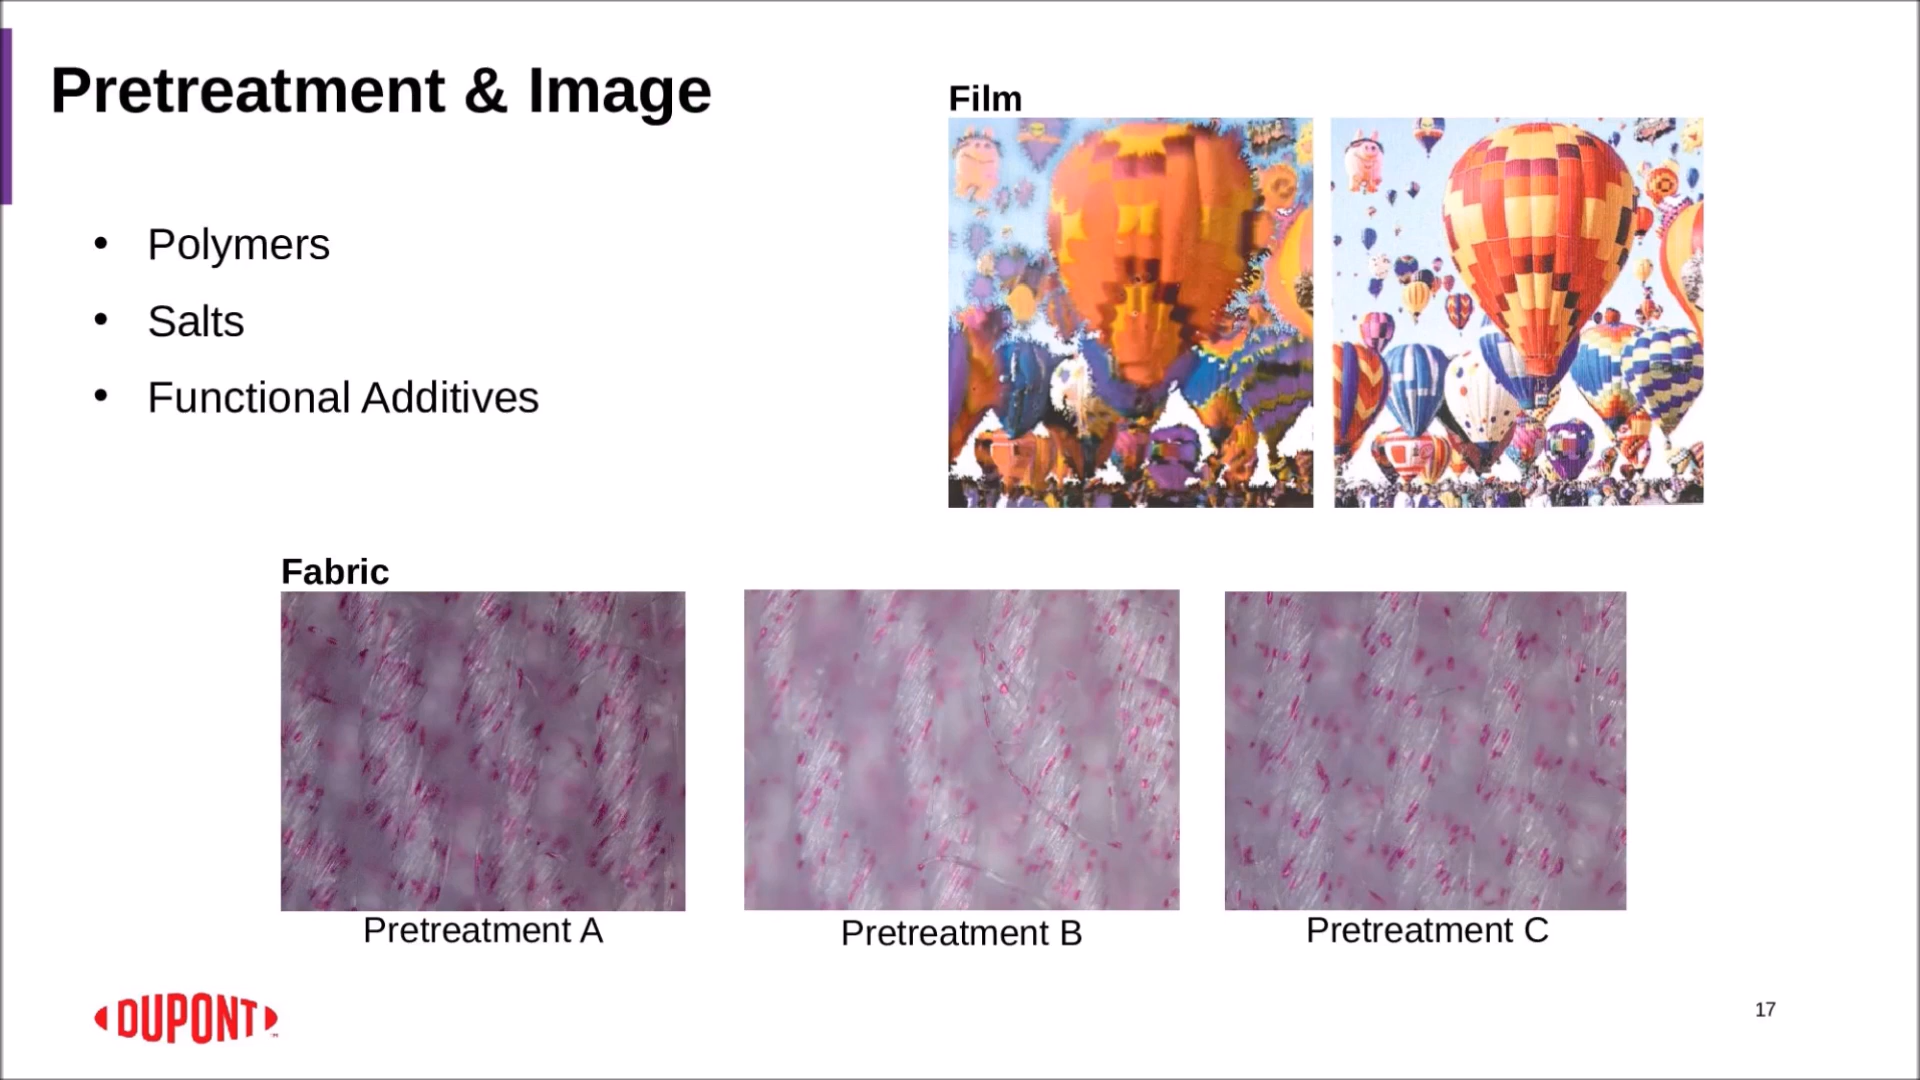 Pretreatment & Image
Film
• Polymers
• Salts
• Functional Additives
Fabric
Pretreatment A
Pretreatment B
Pretreatment C
DUPONT
17